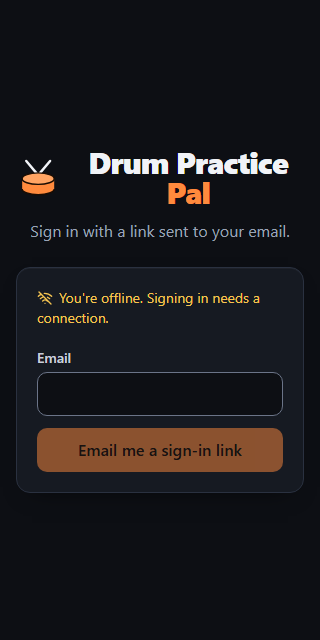 Drum Practice
Pal
Sign in with a link sent to your email.
You're offline. Signing in needs a
connection.
Email
Email me a sign-in link